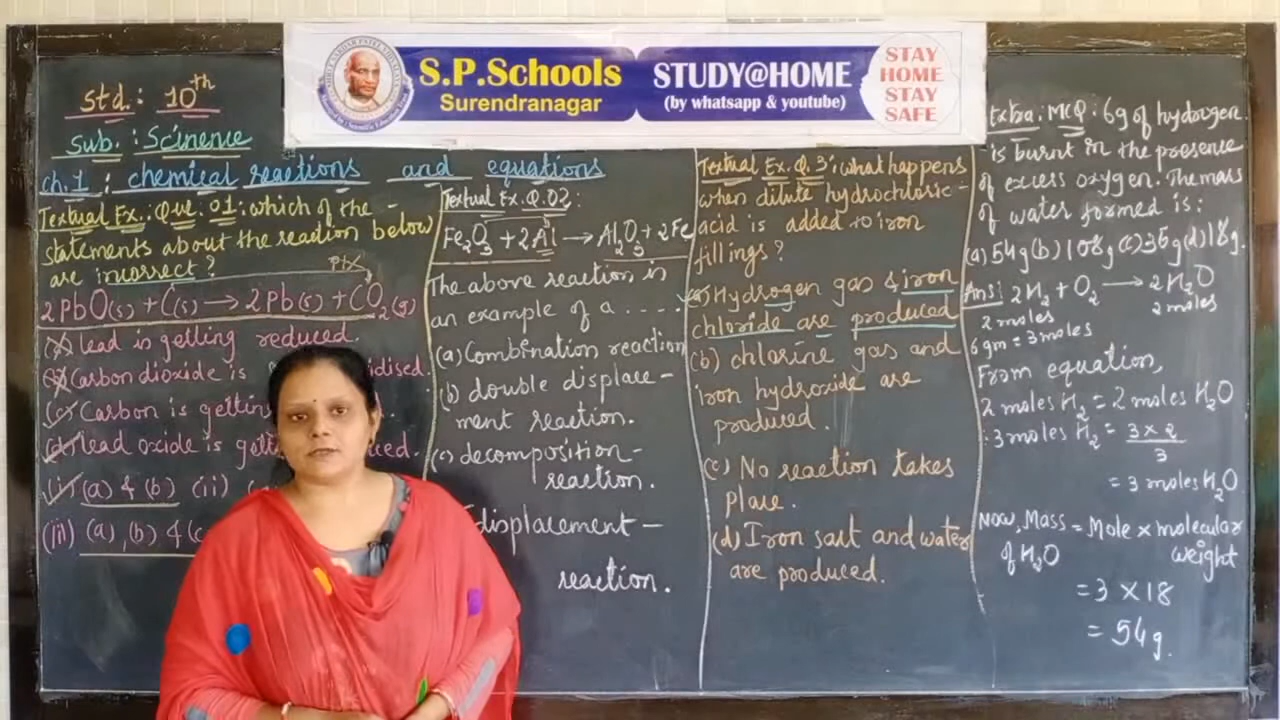 S.P.Schools
Surendranagar
STUDY@HOME
(by whatsapp & youtube)
STAY
HOME
STAY
SAFE
std. : 10th
Sub. : Scinence
ch.1 : chemical reactions and equations
Textual Ex. : Que. 01 : which of the -
statements about the reaction below
are incorrect ?
2PbO(s) + C(s) → 2Pb(s) + CO2(g)
(a) lead is getting reduced.
(b) Carbon dioxide is oxidised.
(c) Carbon is getting
(d) lead oxide is
(i) (a) & (b) (ii)
(iii) (a), (b) & (c
Textual Ex. Q. 02 :
Fe2O3 + 2Al → Al2O3 + 2Fe
The above reaction is
an example of a ....
(a) Combination reaction
(b) double displace -
ment reaction.
(c) decomposition -
reaction.
displacement -
reaction.
Textual Ex. Q. 3 : what happens
when dilute hydrochloric -
acid is added to iron
fillings ?
(a) Hydrogen gas & iron
chloride are produced
(b) chlorine gas and
iron hydroxide are
produced.
(c) No reaction takes
place.
(d) Iron salt and water
are produced.
Extra : MCQ : 6g of hydrogen
is burnt in the presence
of excess oxygen. The mass
of water formed is :
(a) 54g (b) 108g (c) 36g (d) 18g.
Ans : 2H2 + O2 → 2H2O
2 moles 2 moles
6 gm = 3 moles
From equation,
2 moles H2 = 2 moles H2O
∴ 3 moles H2 = 3 × 2
3
= 3 moles H2O
Now, Mass = Mole × molecular
of H2O weight
= 3 × 18
= 54g.